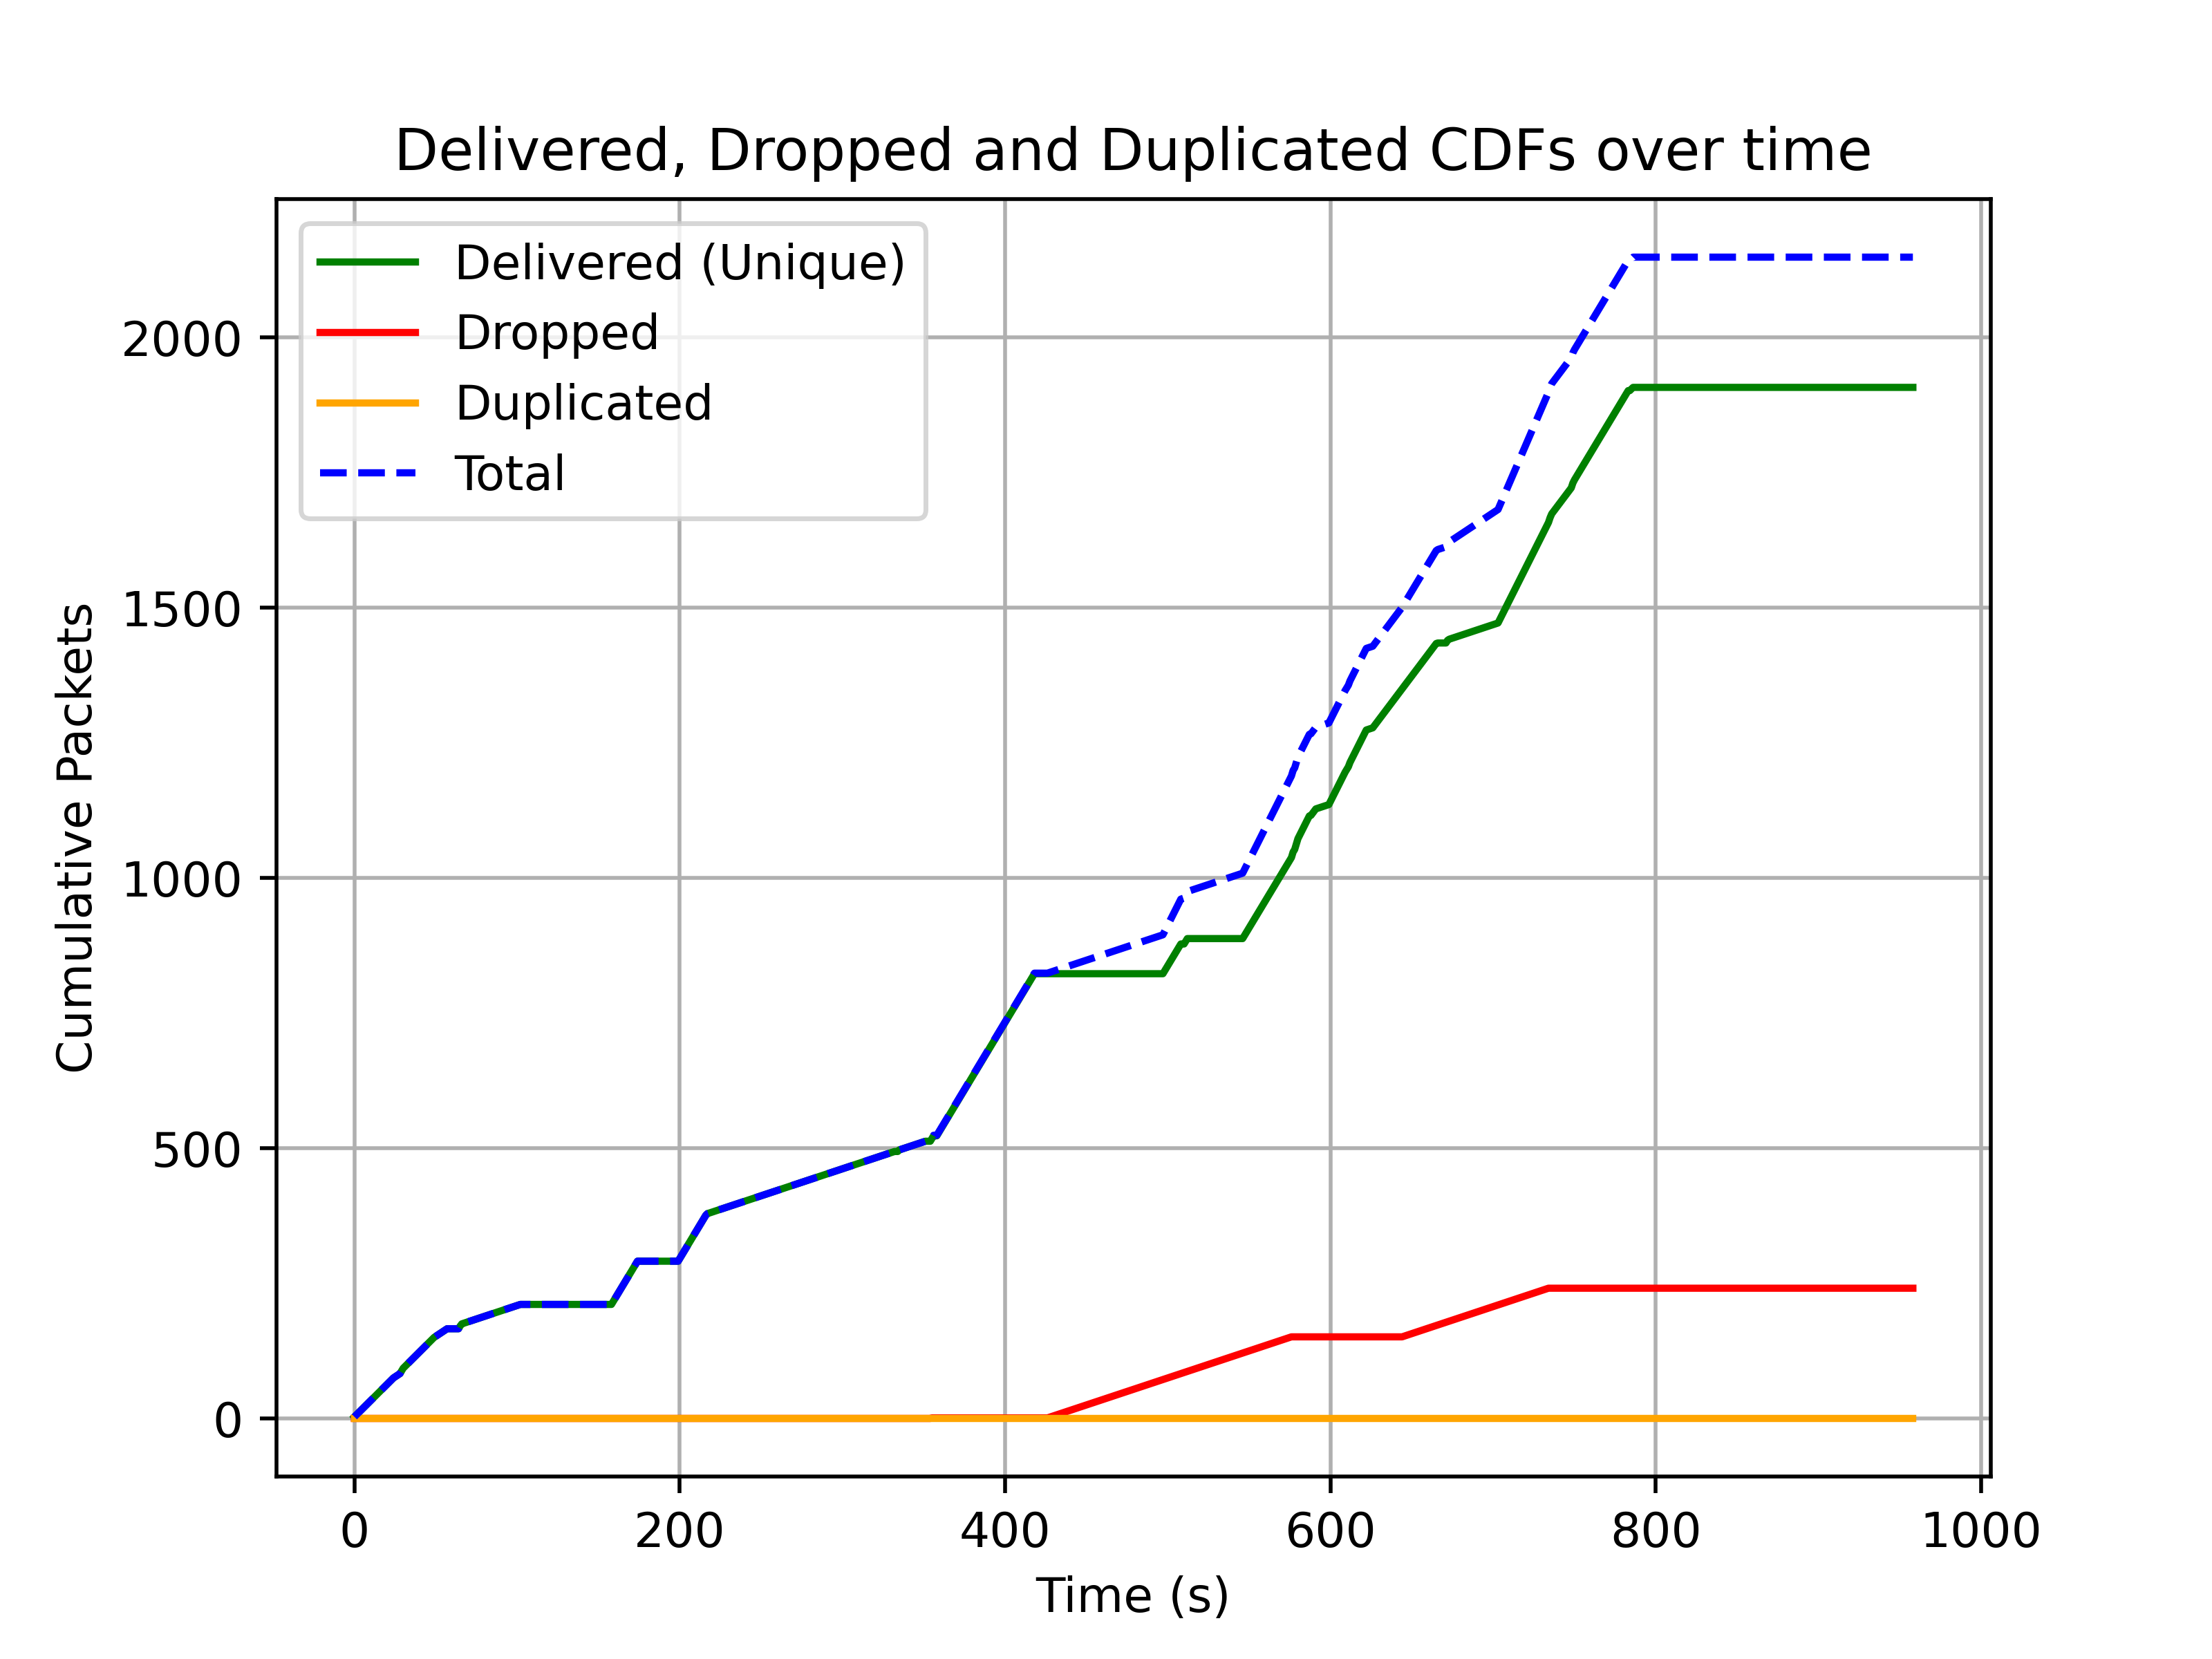 Delivered, Dropped and Duplicated CDFs over time
Delivered (Unique)
Dropped
Duplicated
Total
Cumulative Packets
2000
1500
1000
500
0
0 200 400 600 800 1000
Time (s)